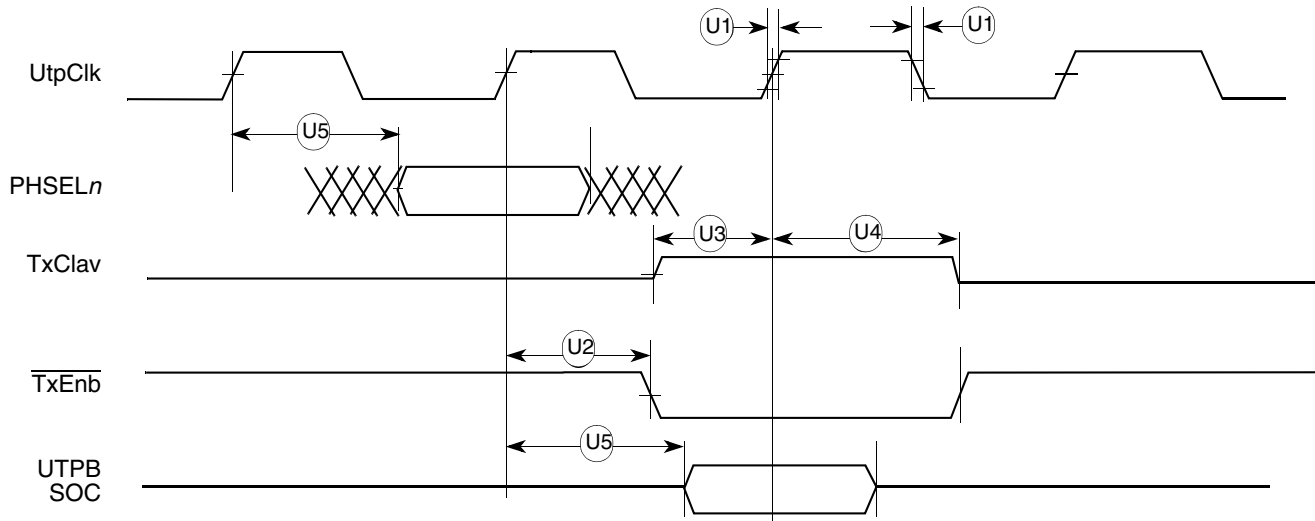 U1
U1
UtpClk
U5
PHSELn
U3
U4
TxClav
U2
TxEnb
U5
UTPB
SOC